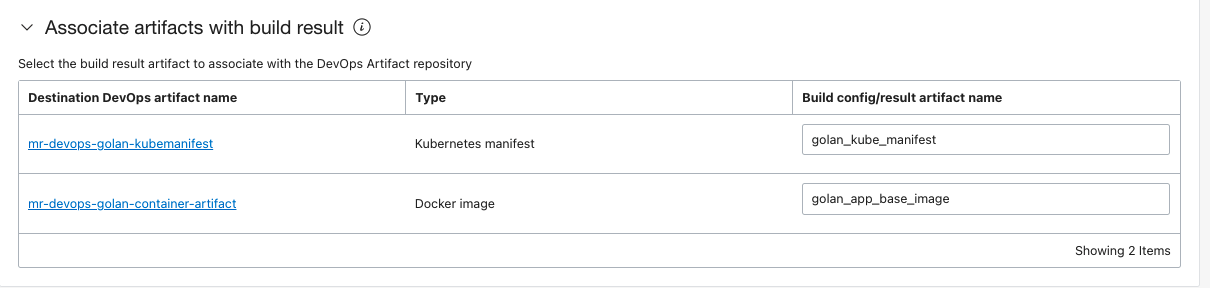 Associate artifacts with build result
Select the build result artifact to associate with the DevOps Artifact repository
Destination DevOps artifact name Type Build config/result artifact name
mr-devops-golan-kubemanifest Kubernetes manifest golan_kube_manifest
mr-devops-golan-container-artifact Docker image golan_app_base_image
Showing 2 Items